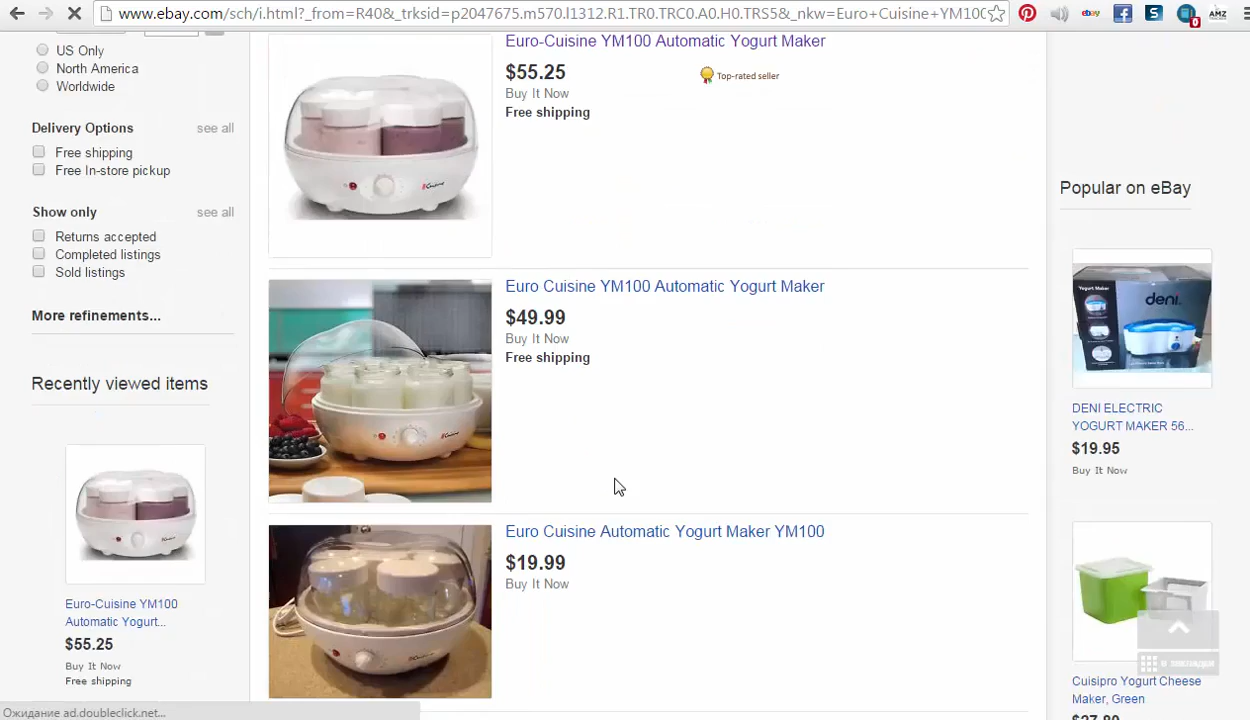 www.ebay.com/sch/i.html?_from=R40&_trksid=p2047675.m570.l1312.R1.TR0.TRC0.A0.H0.TRS5&_nkw=Euro+Cuisine+YM100
ebay
S
0
AMZ
US Only
North America
Worldwide
Delivery Options see all
Free shipping
Free In-store pickup
Show only see all
Returns accepted
Completed listings
Sold listings
More refinements...
Recently viewed items
Euro-Cuisine YM100
Automatic Yogurt...
$55.25
Buy It Now
Free shipping
Euro-Cuisine YM100 Automatic Yogurt Maker
$55.25
Top-rated seller
Buy It Now
Free shipping
Euro Cuisine YM100 Automatic Yogurt Maker
$49.99
Buy It Now
Free shipping
Euro Cuisine Automatic Yogurt Maker YM100
$19.99
Buy It Now
Popular on eBay
Yogurt Maker
deni
DENI ELECTRIC
YOGURT MAKER 56...
$19.95
Buy It Now
Cuisipro Yogurt Cheese
Maker, Green
В ЗАКЛАДКИ
Ожидание ad.doubleclick.net...